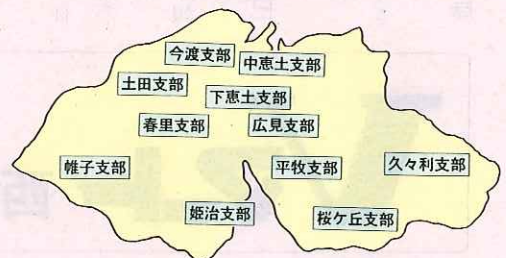 今渡支部
中恵土支部
土田支部
下恵土支部
春里支部
広見支部
帷子支部
平牧支部
久々利支部
姫治支部
桜ケ丘支部